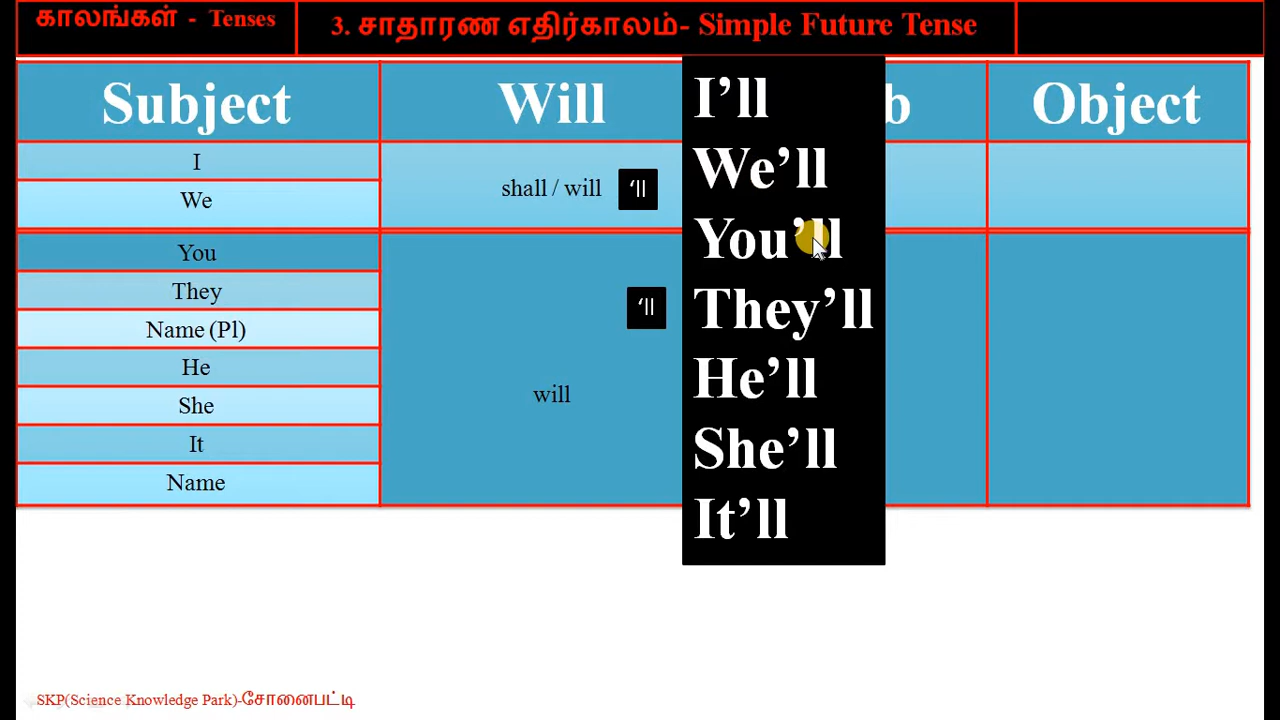 காலங்கள் - Tenses
3. சாதாரண எதிர்காலம்- Simple Future Tense
Subject
Will
b
Object
I
We
shall / will
‘ll
You
They
Name (Pl)
He
She
It
Name
‘ll
will
I’ll
We’ll
You’ll
They’ll
He’ll
She’ll
It’ll
SKP(Science Knowledge Park)-சோனைபட்டி